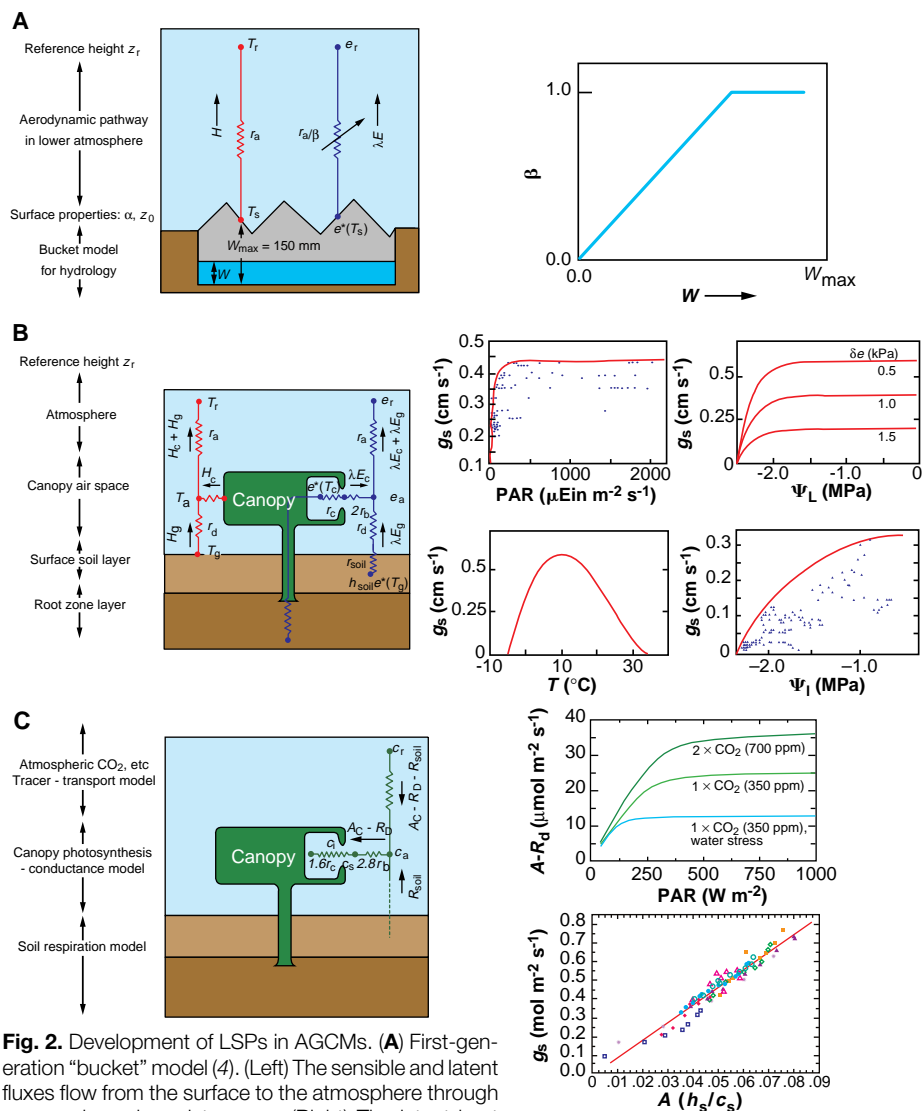 A
Reference height z_r
Aerodynamic pathway
in lower atmosphere
Surface properties: α, z_0
Bucket model
for hydrology
T_r
e_r
H
r_a
r_a/β
λE
T_s
e*(T_s)
W_max = 150 mm
W
1.0
β
0.0
0.0
W_max
W
B
Reference height z_r
Atmosphere
Canopy air space
Surface soil layer
Root zone layer
T_r
e_r
H_c + H_g
r_a
r_a
λE_c + λE_g
H_c
e*(T_c)
λE_c
T_a
Canopy
e_a
r_c
2r_b
H_g
r_d
r_d
λE_g
T_g
r_soil
h_soil e*(T_g)
g_s (cm s⁻¹)
0.5
0.4
0.3
0.2
0.1
0
1000
2000
PAR (μEin m⁻² s⁻¹)
g_s (cm s⁻¹)
δe (kPa)
0.5
0.5
1.0
0.25
1.5
0
−2.0
−1.0
0
Ψ_L (MPa)
g_s (cm s⁻¹)
0.5
0
-10
10
30
T (°C)
g_s (cm s⁻¹)
0.3
0.2
0.1
0
−2.0
−1.0
Ψ_l (MPa)
C
Atmospheric CO₂, etc
Tracer - transport model
Canopy photosynthesis
- conductance model
Soil respiration model
c_r
A_C - R_D - R_soil
A_C - R_D
Canopy
c_i
c_a
1.6r_c
c_s
2.8r_b
R_soil
A-R_d (μmol m⁻² s⁻¹)
40
30
20
10
0
2 × CO₂ (700 ppm)
1 × CO₂ (350 ppm)
1 × CO₂ (350 ppm),
water stress
0
250
500
750
1000
PAR (W m⁻²)
g_s (mol m⁻² s⁻¹)
0.8
0.7
0.6
0.5
0.4
0.3
0.2
0.1
0
0 .01 .02 .03 .04 .05 .06 .07 .08 .09
A (h_s/c_s)
Fig. 2. Development of LSPs in AGCMs. (A) First-gen-
eration "bucket" model (4). (Left) The sensible and latent
fluxes flow from the surface to the atmosphere through